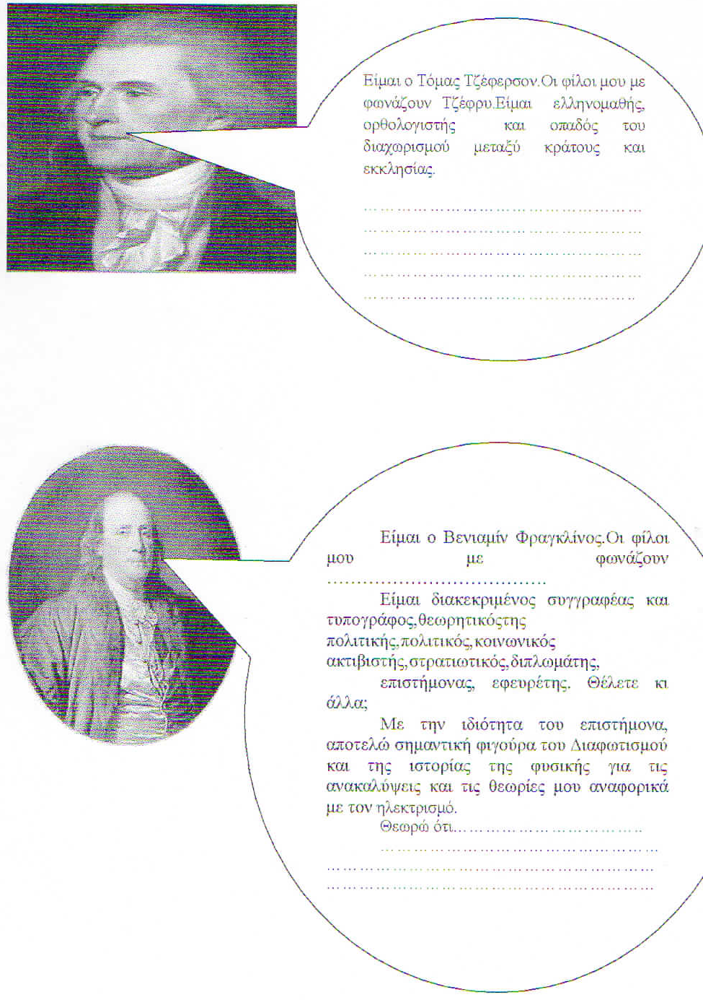 Είμαι ο Τόμας Τζέφερσον.Οι φίλοι μου με
φωνάζουν Τζέφρυ.Είμαι ελληνομαθής,
ορθολογιστής και οπαδός του
διαχωρισμού μεταξύ κράτους και
εκκλησίας.
………………………………………
………………………………………
………………………………………
………………………………………
………………………………………
Είμαι ο Βενιαμίν Φραγκλίνος.Οι φίλοι
μου με φωνάζουν
………………………………
Είμαι διακεκριμένος συγγραφέας και
τυπογράφος,θεωρητικόςτης
πολιτικής,πολιτικός,κοινωνικός
ακτιβιστής,στρατιωτικός,διπλωμάτης,
επιστήμονας, εφευρέτης. Θέλετε κι
άλλα;
Με την ιδιότητα του επιστήμονα,
αποτελώ σημαντική φιγούρα του Διαφωτισμού
και της ιστορίας της φυσικής για τις
ανακαλύψεις και τις θεωρίες μου αναφορικά
με τον ηλεκτρισμό.
Θεωρώ ότι…………………………
………………………………………
………………………………………………
………………………………………………